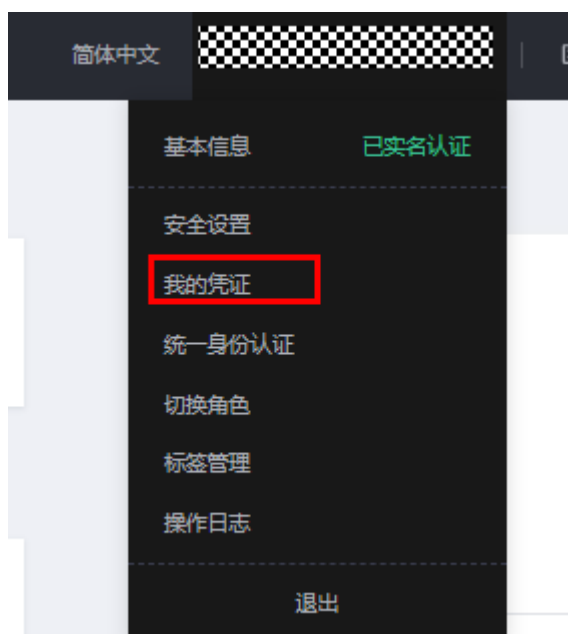 简体中文
基本信息 已实名认证
安全设置
我的凭证
统一身份认证
切换角色
标签管理
操作日志
退出